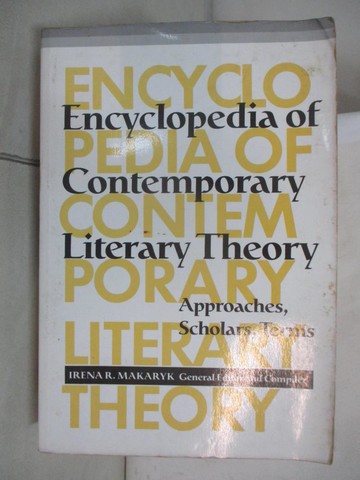 ENCYCLO
Encyclopedia of
PEDIA OF
Contemporary
CONTEM
Literary Theory
PORARY
Approaches,
Scholars, Terms
LITERARY
IRENA R. MAKARYK General Editor and Compiler
THEORY